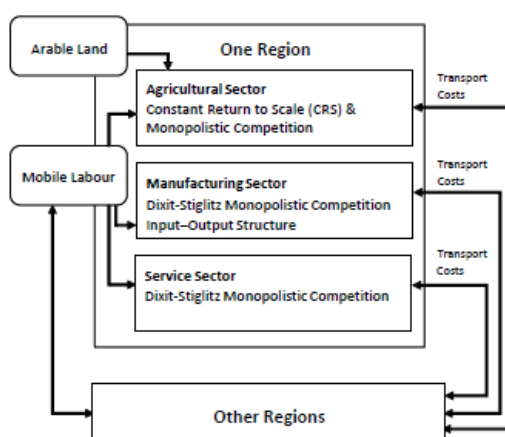 Arable Land
One Region
Agricultural Sector
Constant Return to Scale (CRS) &
Monopolistic Competition
Transport
Costs
Mobile Labour
Manufacturing Sector
Dixit-Stiglitz Monopolistic Competition
Input–Output Structure
Transport
Costs
Service Sector
Dixit-Stiglitz Monopolistic Competition
Transport
Costs
Other Regions